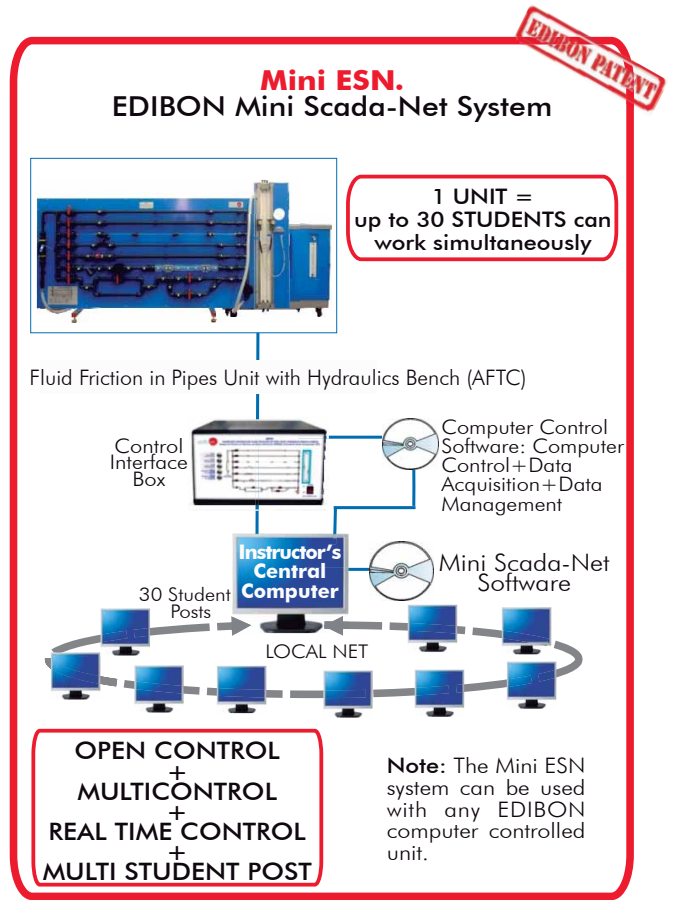 EDIBON PATENT
Mini ESN.
EDIBON Mini Scada-Net System
1 UNIT =
up to 30 STUDENTS can
work simultaneously
Fluid Friction in Pipes Unit with Hydraulics Bench (AFTC)
Control
Interface
Box
Computer Control
Software: Computer
Control+Data
Acquisition+Data
Management
Instructor's
Central
Computer
Mini Scada-Net
Software
30 Student
Posts
LOCAL NET
OPEN CONTROL
+
MULTICONTROL
+
REAL TIME CONTROL
+
MULTI STUDENT POST
Note: The Mini ESN
system can be used
with any EDIBON
computer controlled
unit.